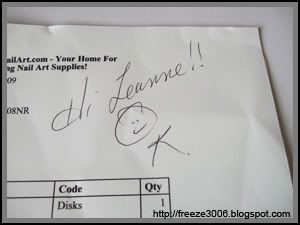 ailArt.com - Your Home For
ng Nail Art Supplies!
09
08NR
Hi Leanne!!
K.
Code
Qty
Disks
1
http://freeze3006.blogspot.com